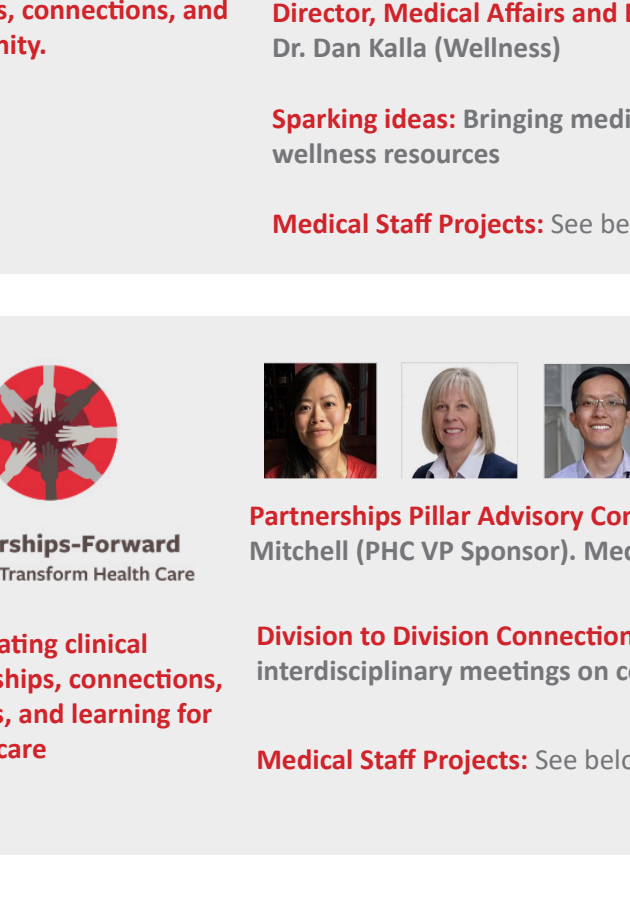 s, connections, and
nity.
Director, Medical Affairs and
Dr. Dan Kalla (Wellness)
Sparking ideas: Bringing medi
wellness resources
Medical Staff Projects: See be
rships-Forward
Transform Health Care
ating clinical
ships, connections,
s, and learning for
care
Partnerships Pillar Advisory Co
Mitchell (PHC VP Sponsor). Med
Division to Division Connection
interdisciplinary meetings on c
Medical Staff Projects: See belo